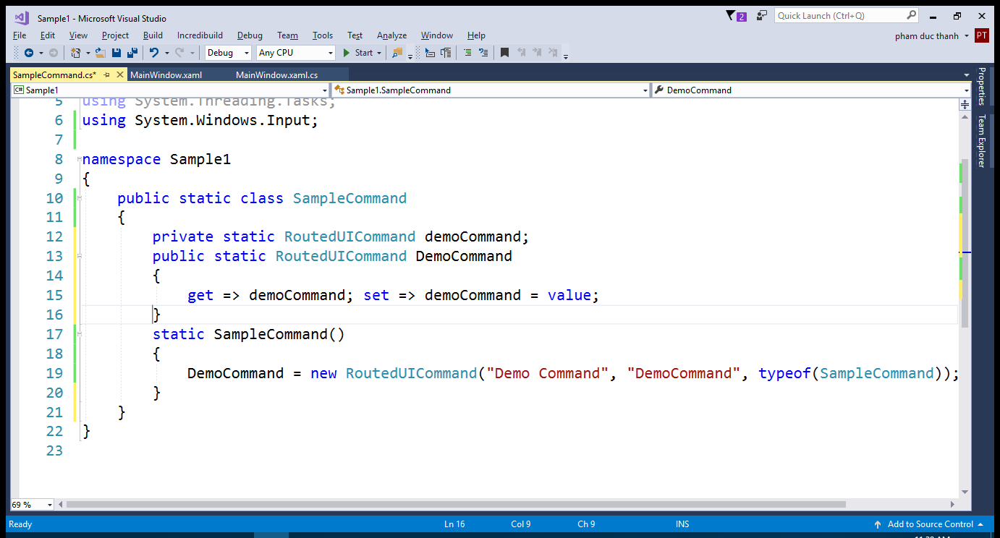 Sample1 - Microsoft Visual Studio
2
Quick Launch (Ctrl+Q)
File Edit View Project Build Incredibuild Debug Team Tools Test Analyze Window Help
pham duc thanh PT
Debug Any CPU Start
SampleCommand.cs* MainWindow.xaml MainWindow.xaml.cs
C# Sample1 Sample1.SampleCommand DemoCommand
Properties
Team Explorer
5 using System.Threading.Tasks;
6 using System.Windows.Input;
7
8 namespace Sample1
9 {
10 public static class SampleCommand
11 {
12 private static RoutedUICommand demoCommand;
13 public static RoutedUICommand DemoCommand
14 {
15 get => demoCommand; set => demoCommand = value;
16 }
17 static SampleCommand()
18 {
19 DemoCommand = new RoutedUICommand("Demo Command", "DemoCommand", typeof(SampleCommand));
20 }
21 }
22 }
23
69 %
Ready Ln 16 Col 9 Ch 9 INS Add to Source Control